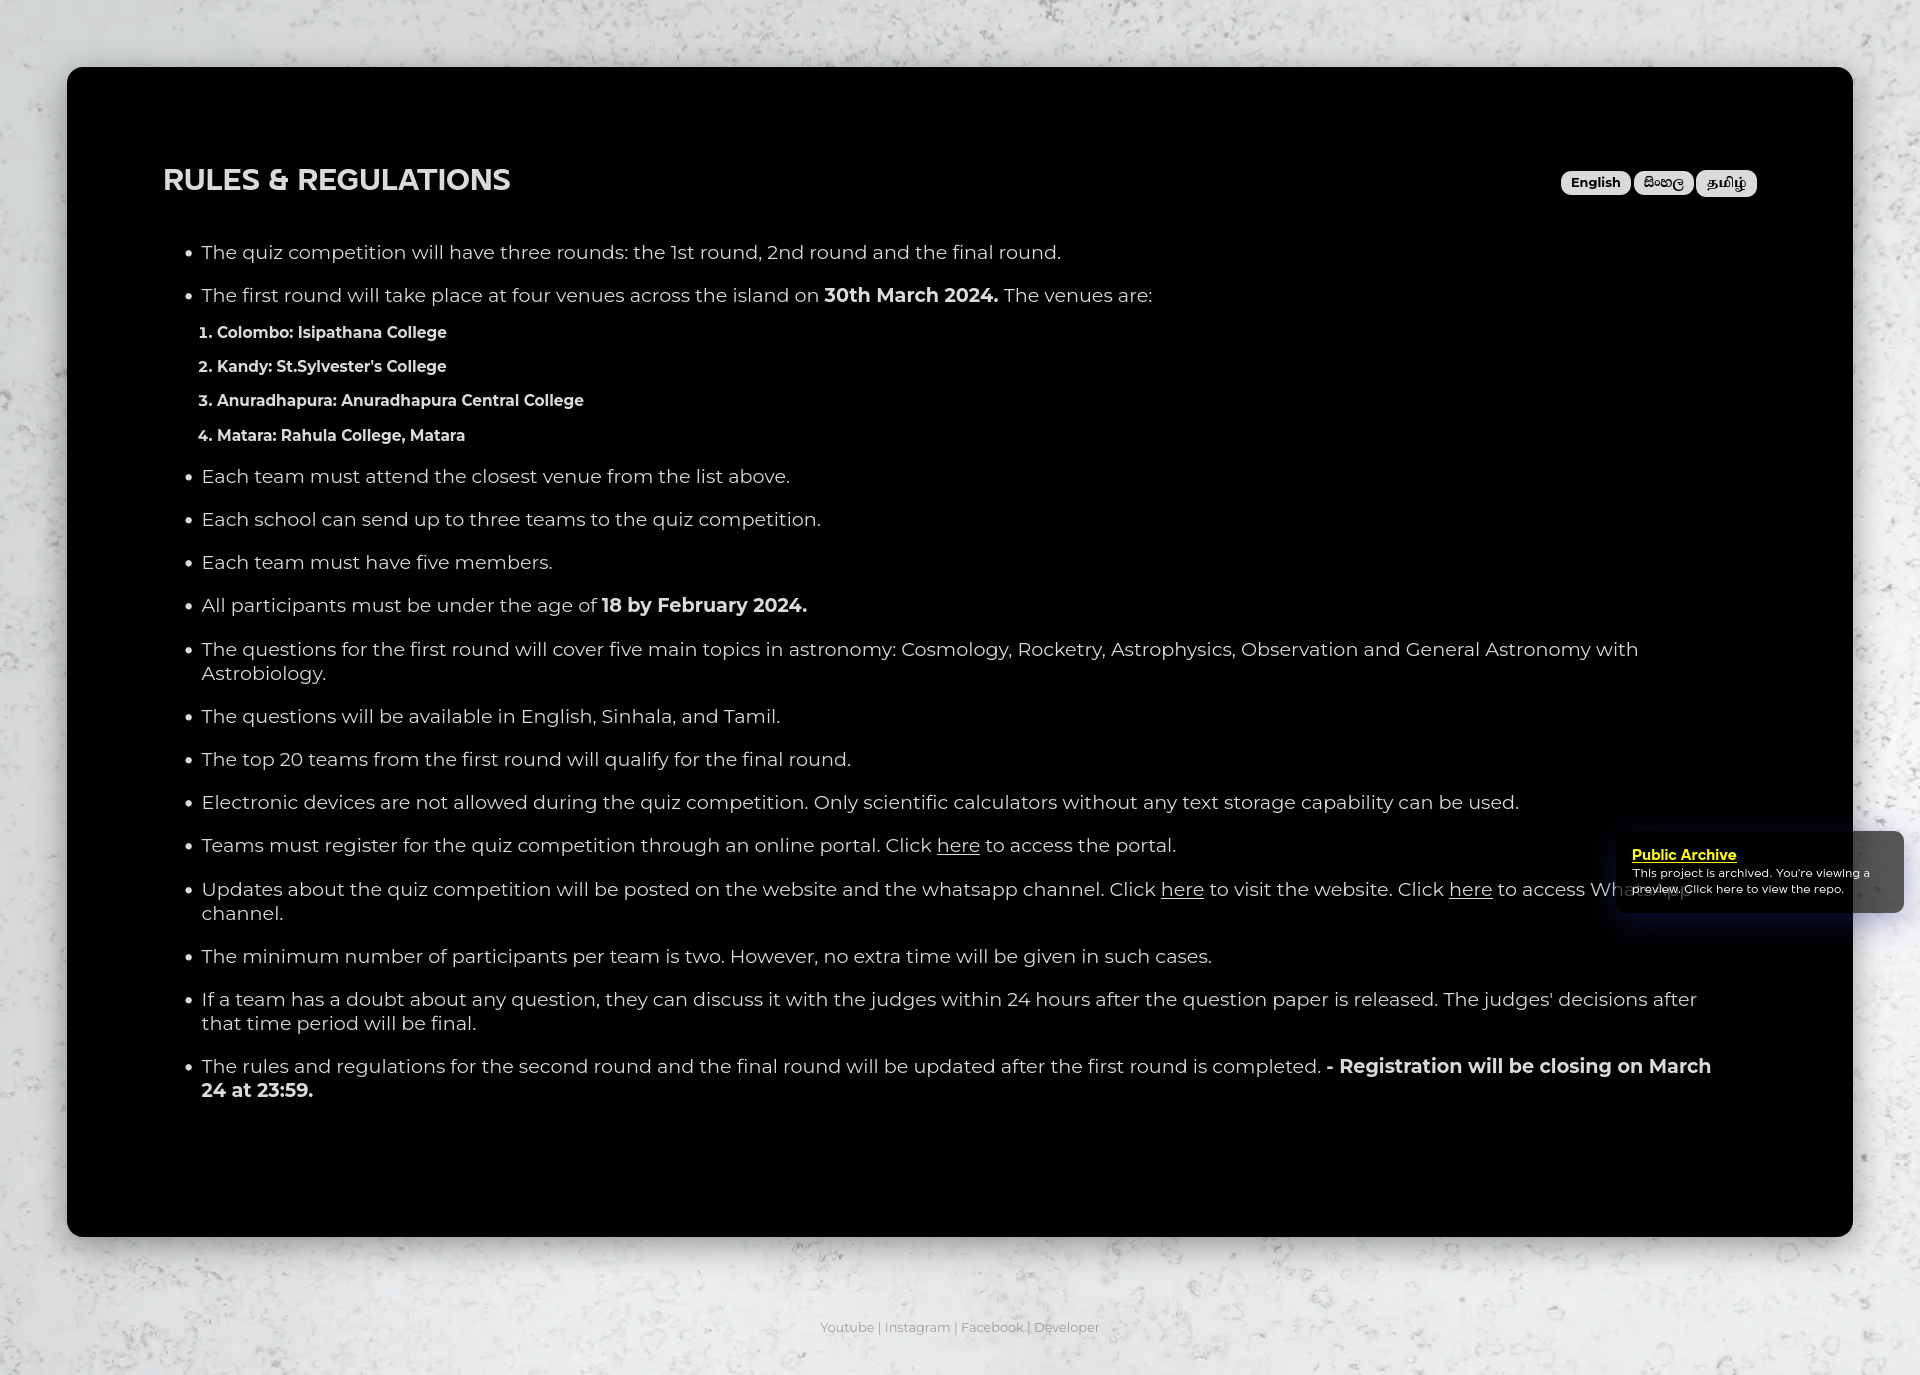 RULES & REGULATIONS
English සිංහල தமிழ்
• The quiz competition will have three rounds: the 1st round, 2nd round and the final round.
• The first round will take place at four venues across the island on 30th March 2024. The venues are:
1. Colombo: Isipathana College
2. Kandy: St.Sylvester's College
3. Anuradhapura: Anuradhapura Central College
4. Matara: Rahula College, Matara
• Each team must attend the closest venue from the list above.
• Each school can send up to three teams to the quiz competition.
• Each team must have five members.
• All participants must be under the age of 18 by February 2024.
• The questions for the first round will cover five main topics in astronomy: Cosmology, Rocketry, Astrophysics, Observation and General Astronomy with
Astrobiology.
• The questions will be available in English, Sinhala, and Tamil.
• The top 20 teams from the first round will qualify for the final round.
• Electronic devices are not allowed during the quiz competition. Only scientific calculators without any text storage capability can be used.
• Teams must register for the quiz competition through an online portal. Click here to access the portal.
• Updates about the quiz competition will be posted on the website and the whatsapp channel. Click here to visit the website. Click here to access WhatsApp
channel.
• The minimum number of participants per team is two. However, no extra time will be given in such cases.
• If a team has a doubt about any question, they can discuss it with the judges within 24 hours after the question paper is released. The judges' decisions after
that time period will be final.
• The rules and regulations for the second round and the final round will be updated after the first round is completed. - Registration will be closing on March
24 at 23:59.
Public Archive
This project is archived. You're viewing a
preview. Click here to view the repo.
Youtube | Instagram | Facebook | Developer